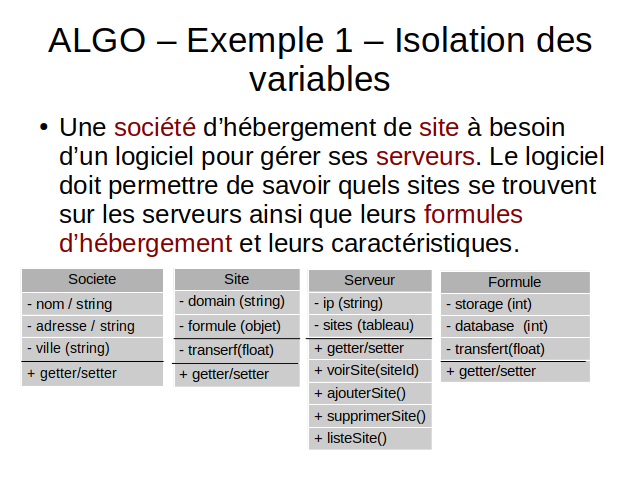 ALGO – Exemple 1 – Isolation des
variables
• Une société d’hébergement de site à besoin
d’un logiciel pour gérer ses serveurs. Le logiciel
doit permettre de savoir quels sites se trouvent
sur les serveurs ainsi que leurs formules
d’hébergement et leurs caractéristiques.
Societe
- nom / string
- adresse / string
- ville (string)
+ getter/setter
Site
- domain (string)
- formule (objet)
- transerf(float)
+ getter/setter
Serveur
- ip (string)
- sites (tableau)
+ getter/setter
+ voirSite(siteId)
+ ajouterSite()
+ supprimerSite()
+ listeSite()
Formule
- storage (int)
- database (int)
- transfert(float)
+ getter/setter